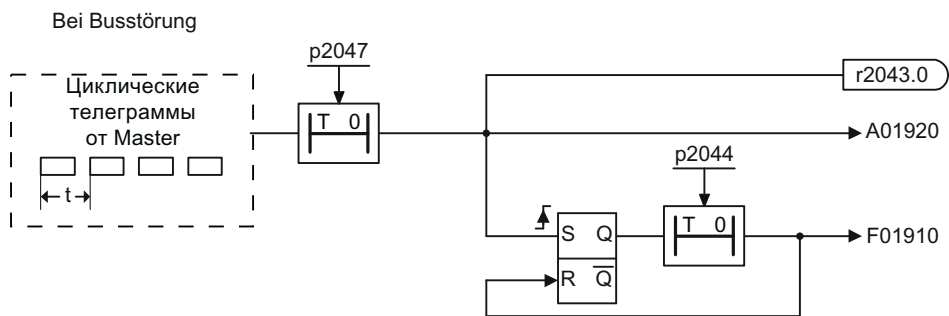 Bei Busstörung
p2047
r2043.0
Циклические
телеграммы
от Master
T 0
A01920
t
p2044
T 0
S Q
F01910
R Q̅